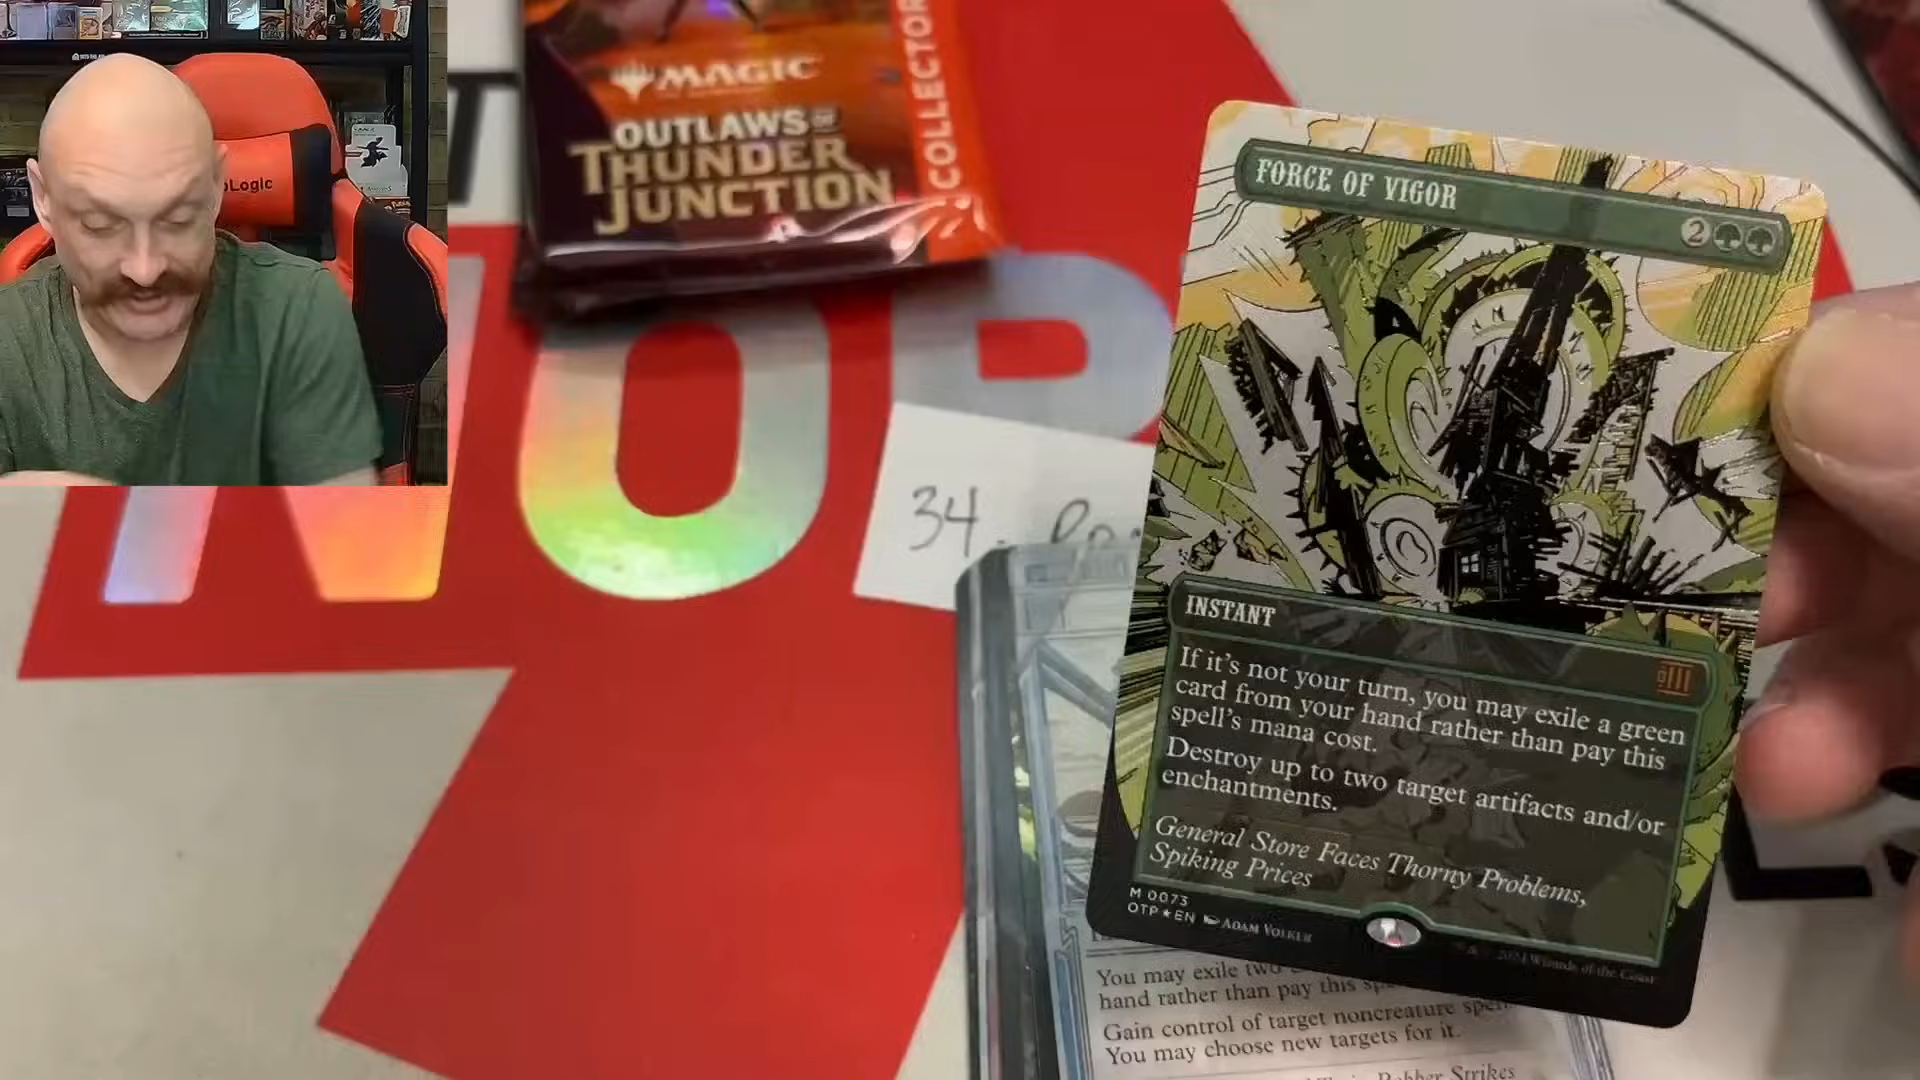 MAGIC
OUTLAWS OF
THUNDER
JUNCTION
COLLECTOR
FORCE OF VIGOR
2
34.
INSTANT
If it's not your turn, you may exile a green
card from your hand rather than pay this
spell's mana cost.
Destroy up to two target artifacts and/or
enchantments.
General Store Faces Thorny Problems,
Spiking Prices
M 0073
OTP★EN ADAM VOLKER
2024 Wizards of the Coast
You may exile two
hand rather than pay this
Gain control of target noncreature
You may choose new targets for it.
Robber Strikes